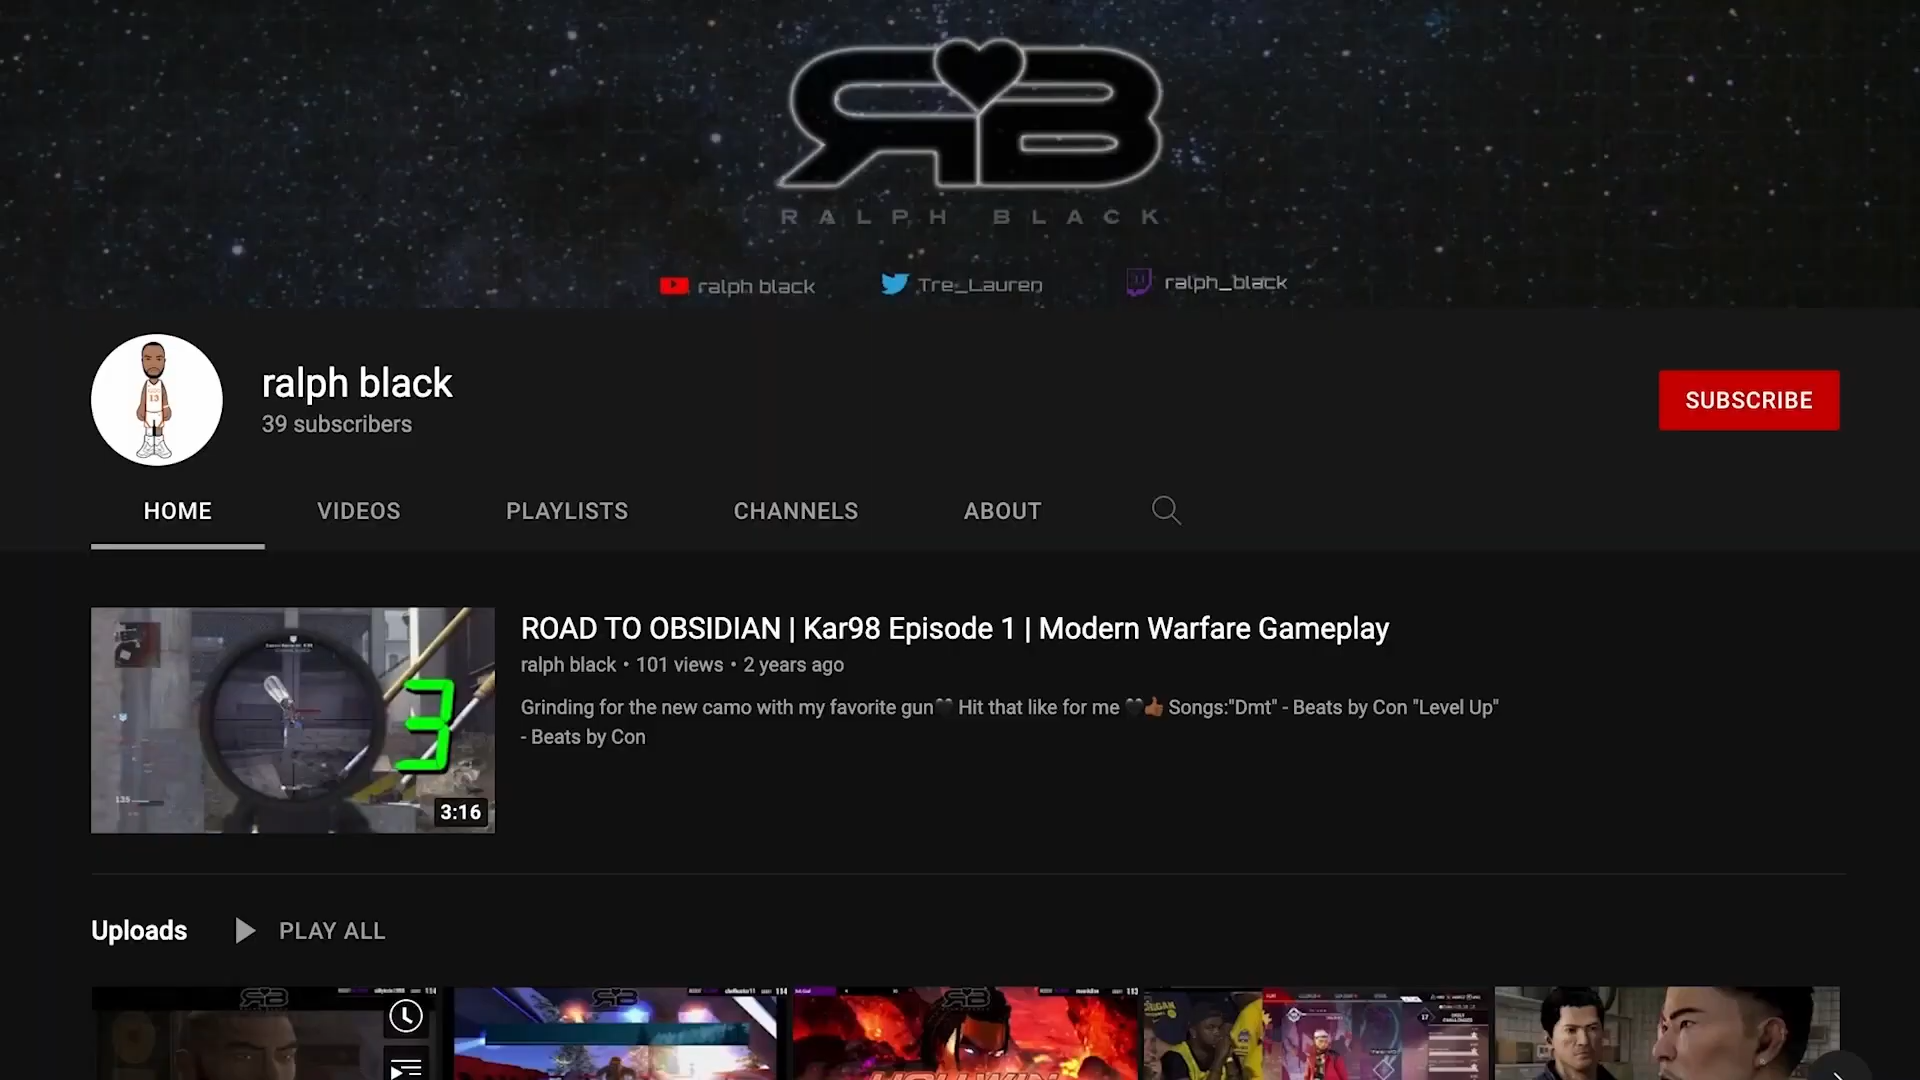 RB
RALPH BLACK
ralph black
Tre_Lauren
ralph_black
ralph black
39 subscribers
SUBSCRIBE
HOME
VIDEOS
PLAYLISTS
CHANNELS
ABOUT
3
135
3:16
ROAD TO OBSIDIAN | Kar98 Episode 1 | Modern Warfare Gameplay
ralph black • 101 views • 2 years ago
Grinding for the new camo with my favorite gun🖤 Hit that like for me 🖤👍🏾 Songs:"Dmt" - Beats by Con "Level Up"
- Beats by Con
Uploads
PLAY ALL